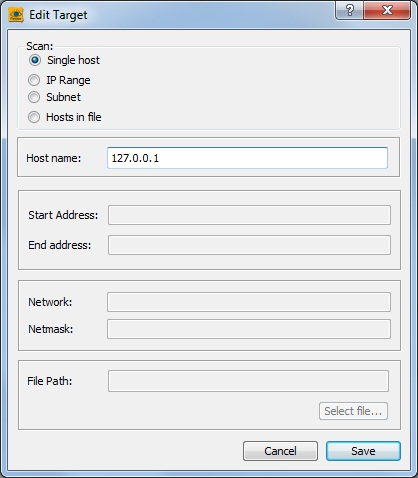 Edit Target
Scan:
Single host
IP Range
Subnet
Hosts in file
Host name: 127.0.0.1
Start Address:
End address:
Network:
Netmask:
File Path:
Select file...
Cancel Save